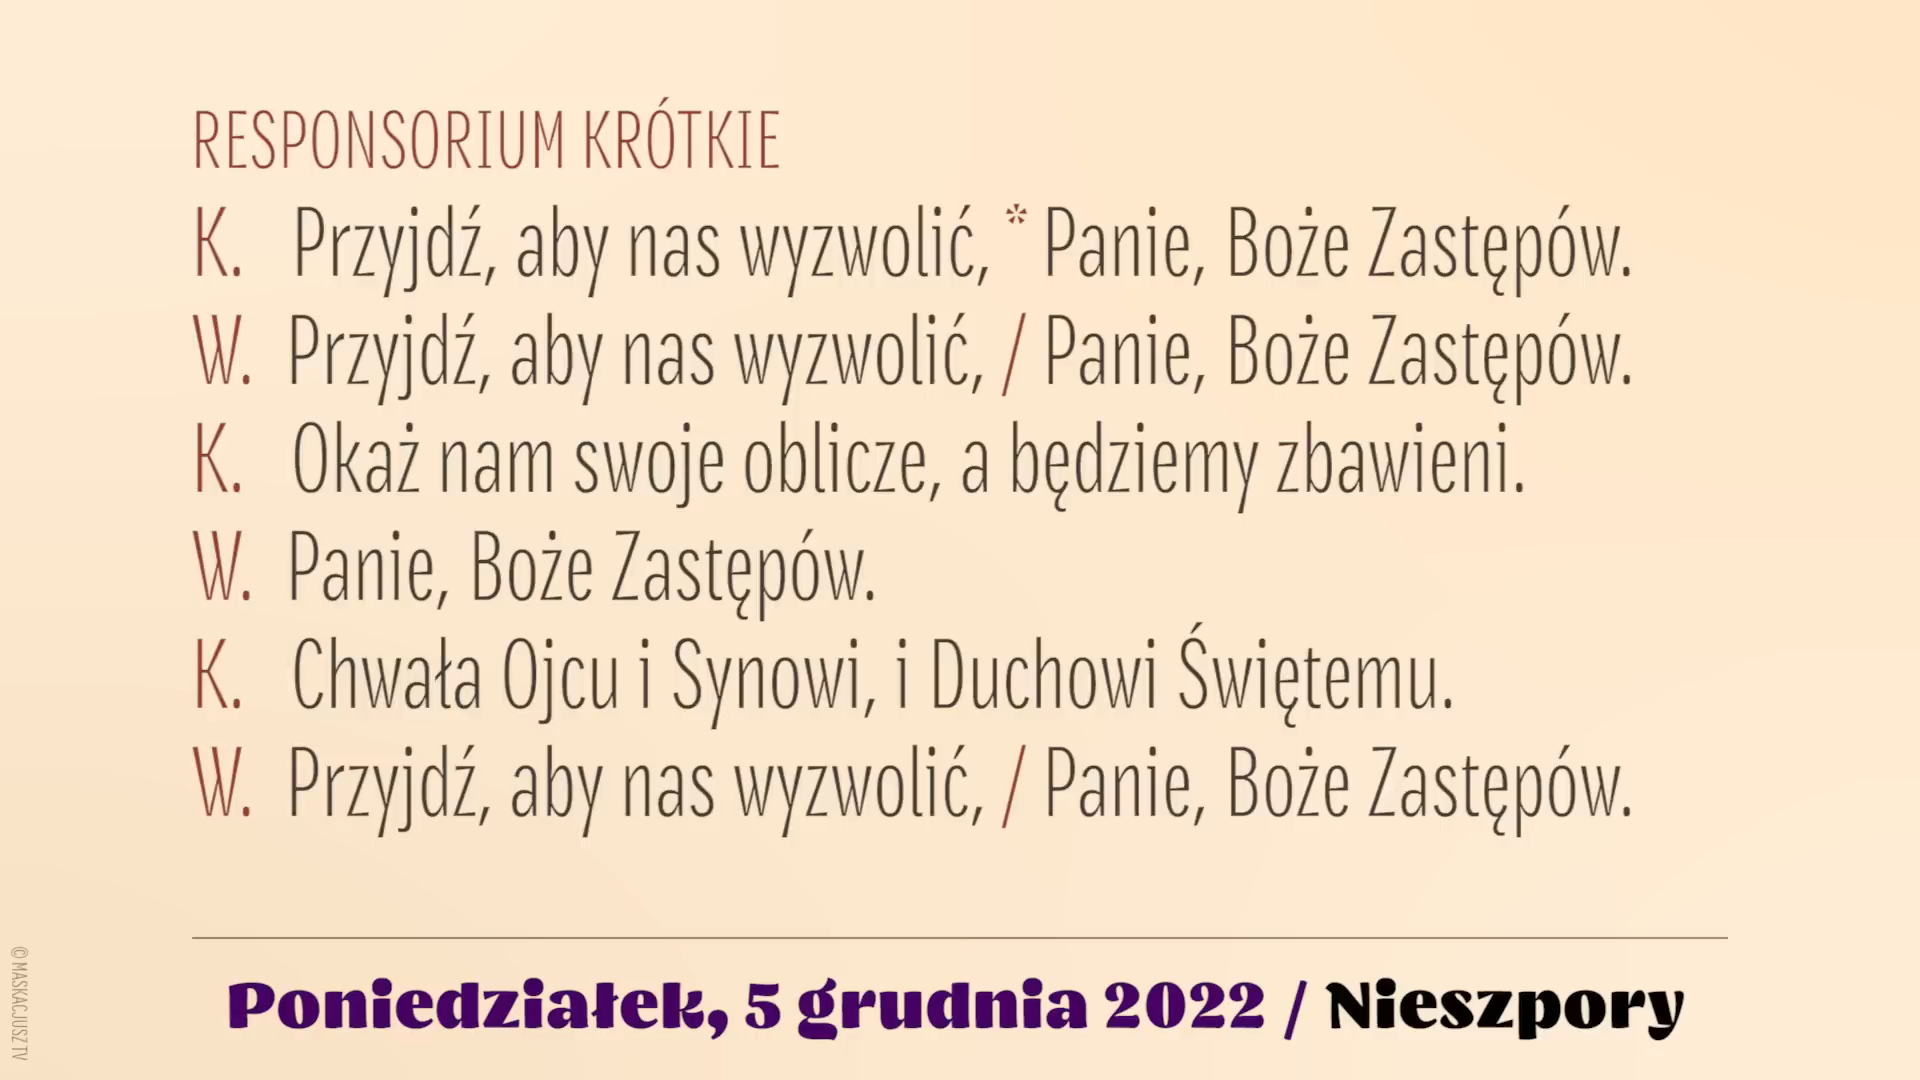 RESPONSORIUM KRÓTKIE
K. Przyjdź, aby nas wyzwolić, * Panie, Boże Zastępów.
W. Przyjdź, aby nas wyzwolić, / Panie, Boże Zastępów.
K. Okaż nam swoje oblicze, a będziemy zbawieni.
W. Panie, Boże Zastępów.
K. Chwała Ojcu i Synowi, i Duchowi Świętemu.
W. Przyjdź, aby nas wyzwolić, / Panie, Boże Zastępów.
Poniedziałek, 5 grudnia 2022 / Nieszpory
© MASKACJUSZ TV